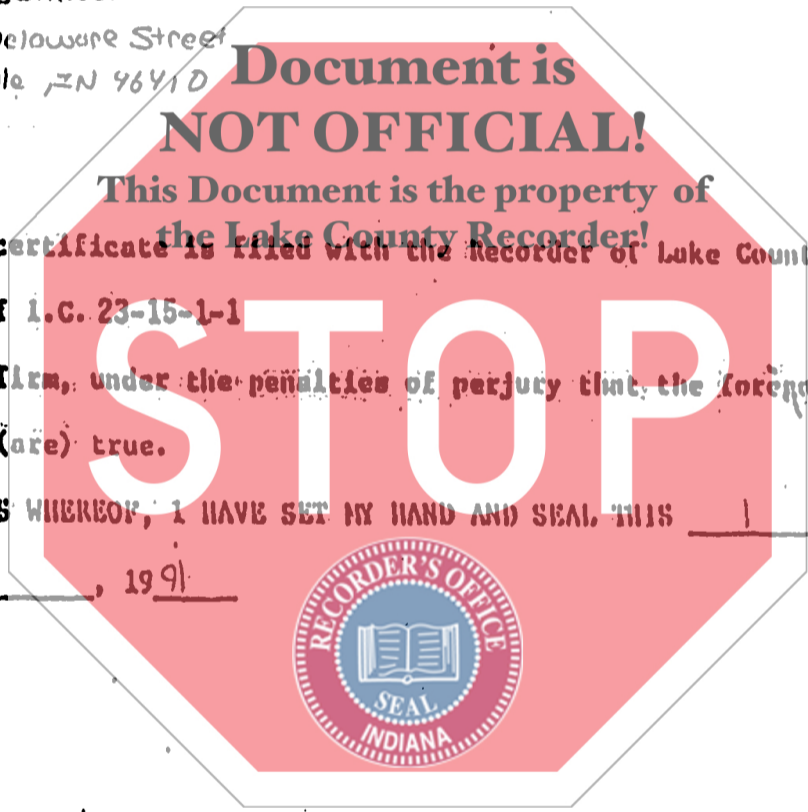 elaware Street
le, IN 46410
Document is
NOT OFFICIAL!
This Document is the property of
the Lake County Recorder!
certificate is filed with the Recorder of Lake Count
f I.C. 23-15-1-1
firm, under the penalties of perjury that the forego
(are) true.
S WHEREOF, I HAVE SET MY HAND AND SEAL THIS 1
, 1991
STOP
RECORDER'S OFFICE
SEAL
INDIANA